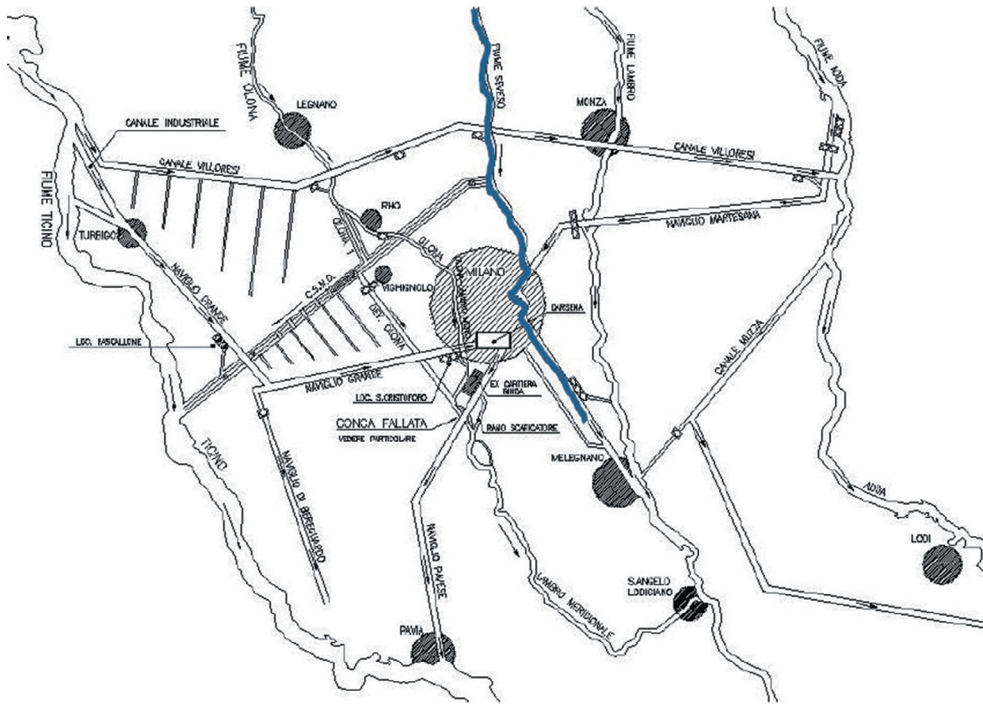 FIUME OLONA
FIUME SEVESO
FIUME LAMBRO
FIUME ADDA
LEGNANO
MONZA
CANALE INDUSTRIALE
CANALE VILLORESI
CANALE VILLORESI
FIUME TICINO
RHO
OLONA
NAVIGLIO MARTESANA
TURBIGO
OLONA
MILANO
C.S.N.O.
VIGHIGNOLO
NAVIGLIO GRANDE
DARSENA
DEV. OLONA
CANALE MUZZA
NAVIGLIO GRANDE
EX CARTIERA
BINDA
LOC. S.CRISTOFORO
CONCA FALLATA
VEDERE PARTICOLARE
RAMO SCARICATORE
TICINO
MELEGNANO
NAVIGLIO DI BEREGUARDO
ADDA
NAVIGLIO PAVESE
LODI
LAMBRO MERIDIONALE
S.ANGELO
LODIGIANO
PAVIA